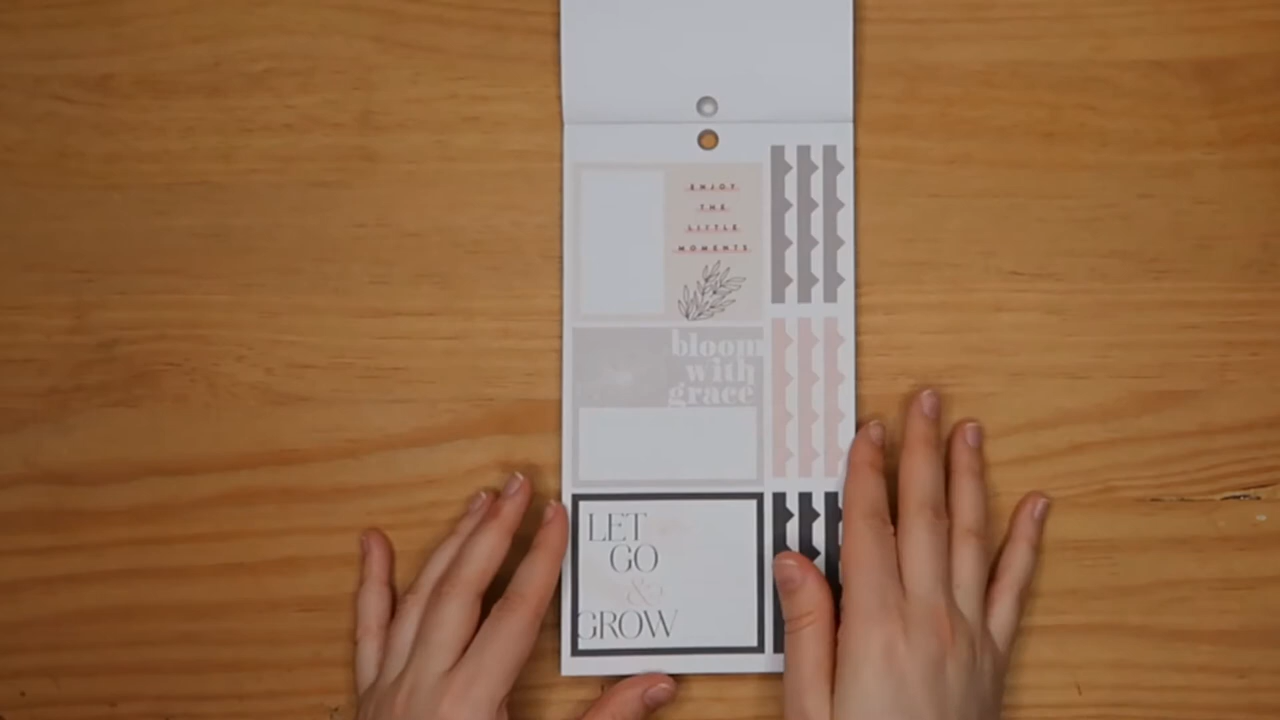 ENJOY
THE
LITTLE
MOMENTS
bloom
with
grace
LET
GO
&
GROW